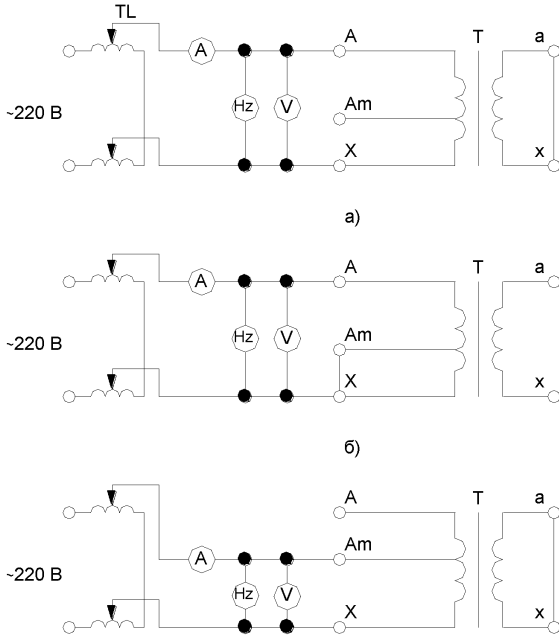 TL
A A T a
Hz V Am
~220 В
X x
а)
A A T a
Hz V Am
~220 В
X x
б)
A T a
A Am
~220 В Hz V
X x